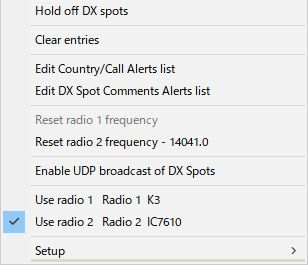 Hold off DX spots
Clear entries
Edit Country/Call Alerts list
Edit DX Spot Comments Alerts list
Reset radio 1 frequency
Reset radio 2 frequency - 14041.0
Enable UDP broadcast of DX Spots
Use radio 1 Radio 1 K3
Use radio 2 Radio 2 IC7610
Setup